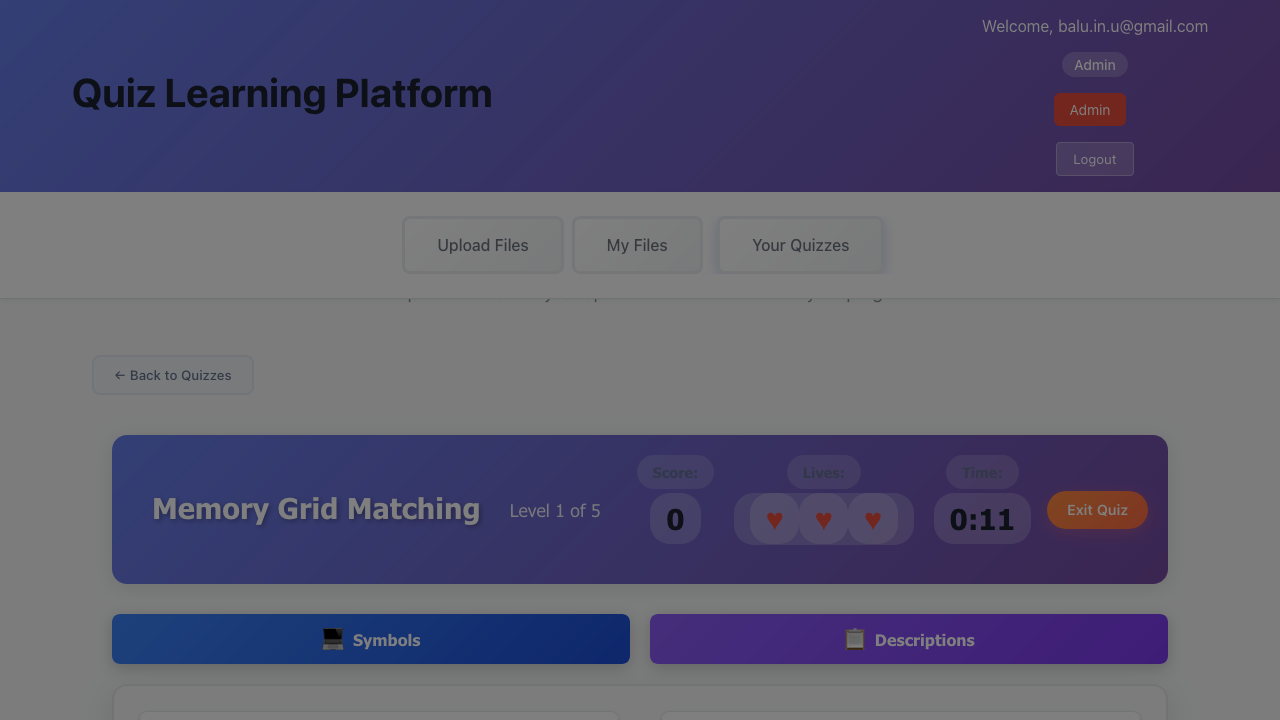 Welcome, balu.in.u@gmail.com
Admin
Quiz Learning Platform
Admin
Logout
Upload Files
My Files
Your Quizzes
← Back to Quizzes
Memory Grid Matching
Level 1 of 5
Score:
0
Lives:
♥ ♥ ♥
Time:
0:11
Exit Quiz
Symbols
Descriptions